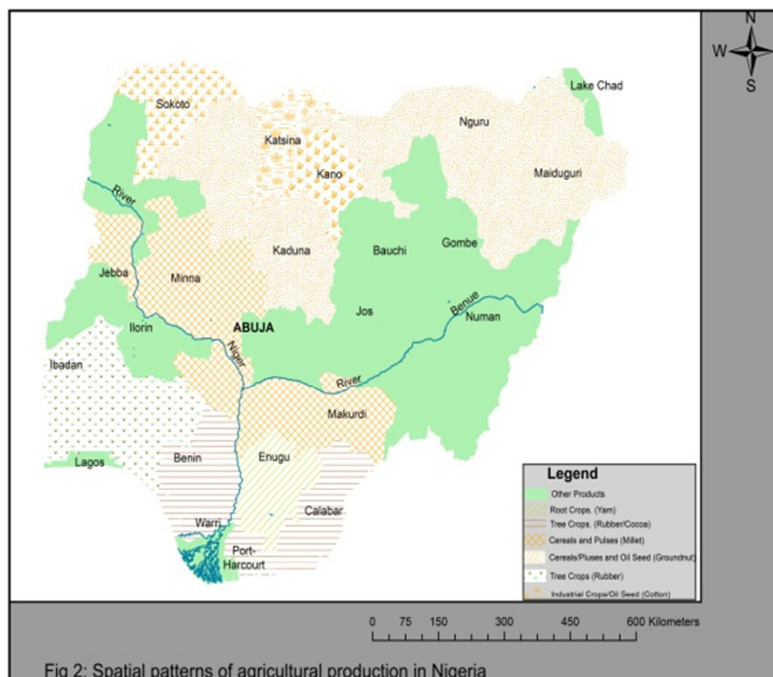 N
W E
S
Lake Chad
Sokoto
Nguru
Katsina
Kano
Maiduguri
River
Gombe
Bauchi
Kaduna
Jebba
Minna
Jos
Benue
Numan
Ilorin
ABUJA
Niger
Ibadan
River
Makurdi
Lagos
Benin
Enugu
Calabar
Warri
Port-
Harcourt
Legend
Other Products
Root Crops. (Yam)
Tree Crops. (Rubber/Cocoa)
Cereals and Pulses (Millet)
Cereals/Pluses and Oil Seed (Groundnut)
Tree Crops (Rubber)
Industrial Crops/Oil Seed (Cotton)
0 75 150 300 450 600 Kilometers
Fig 2: Spatial patterns of agricultural production in Nigeria